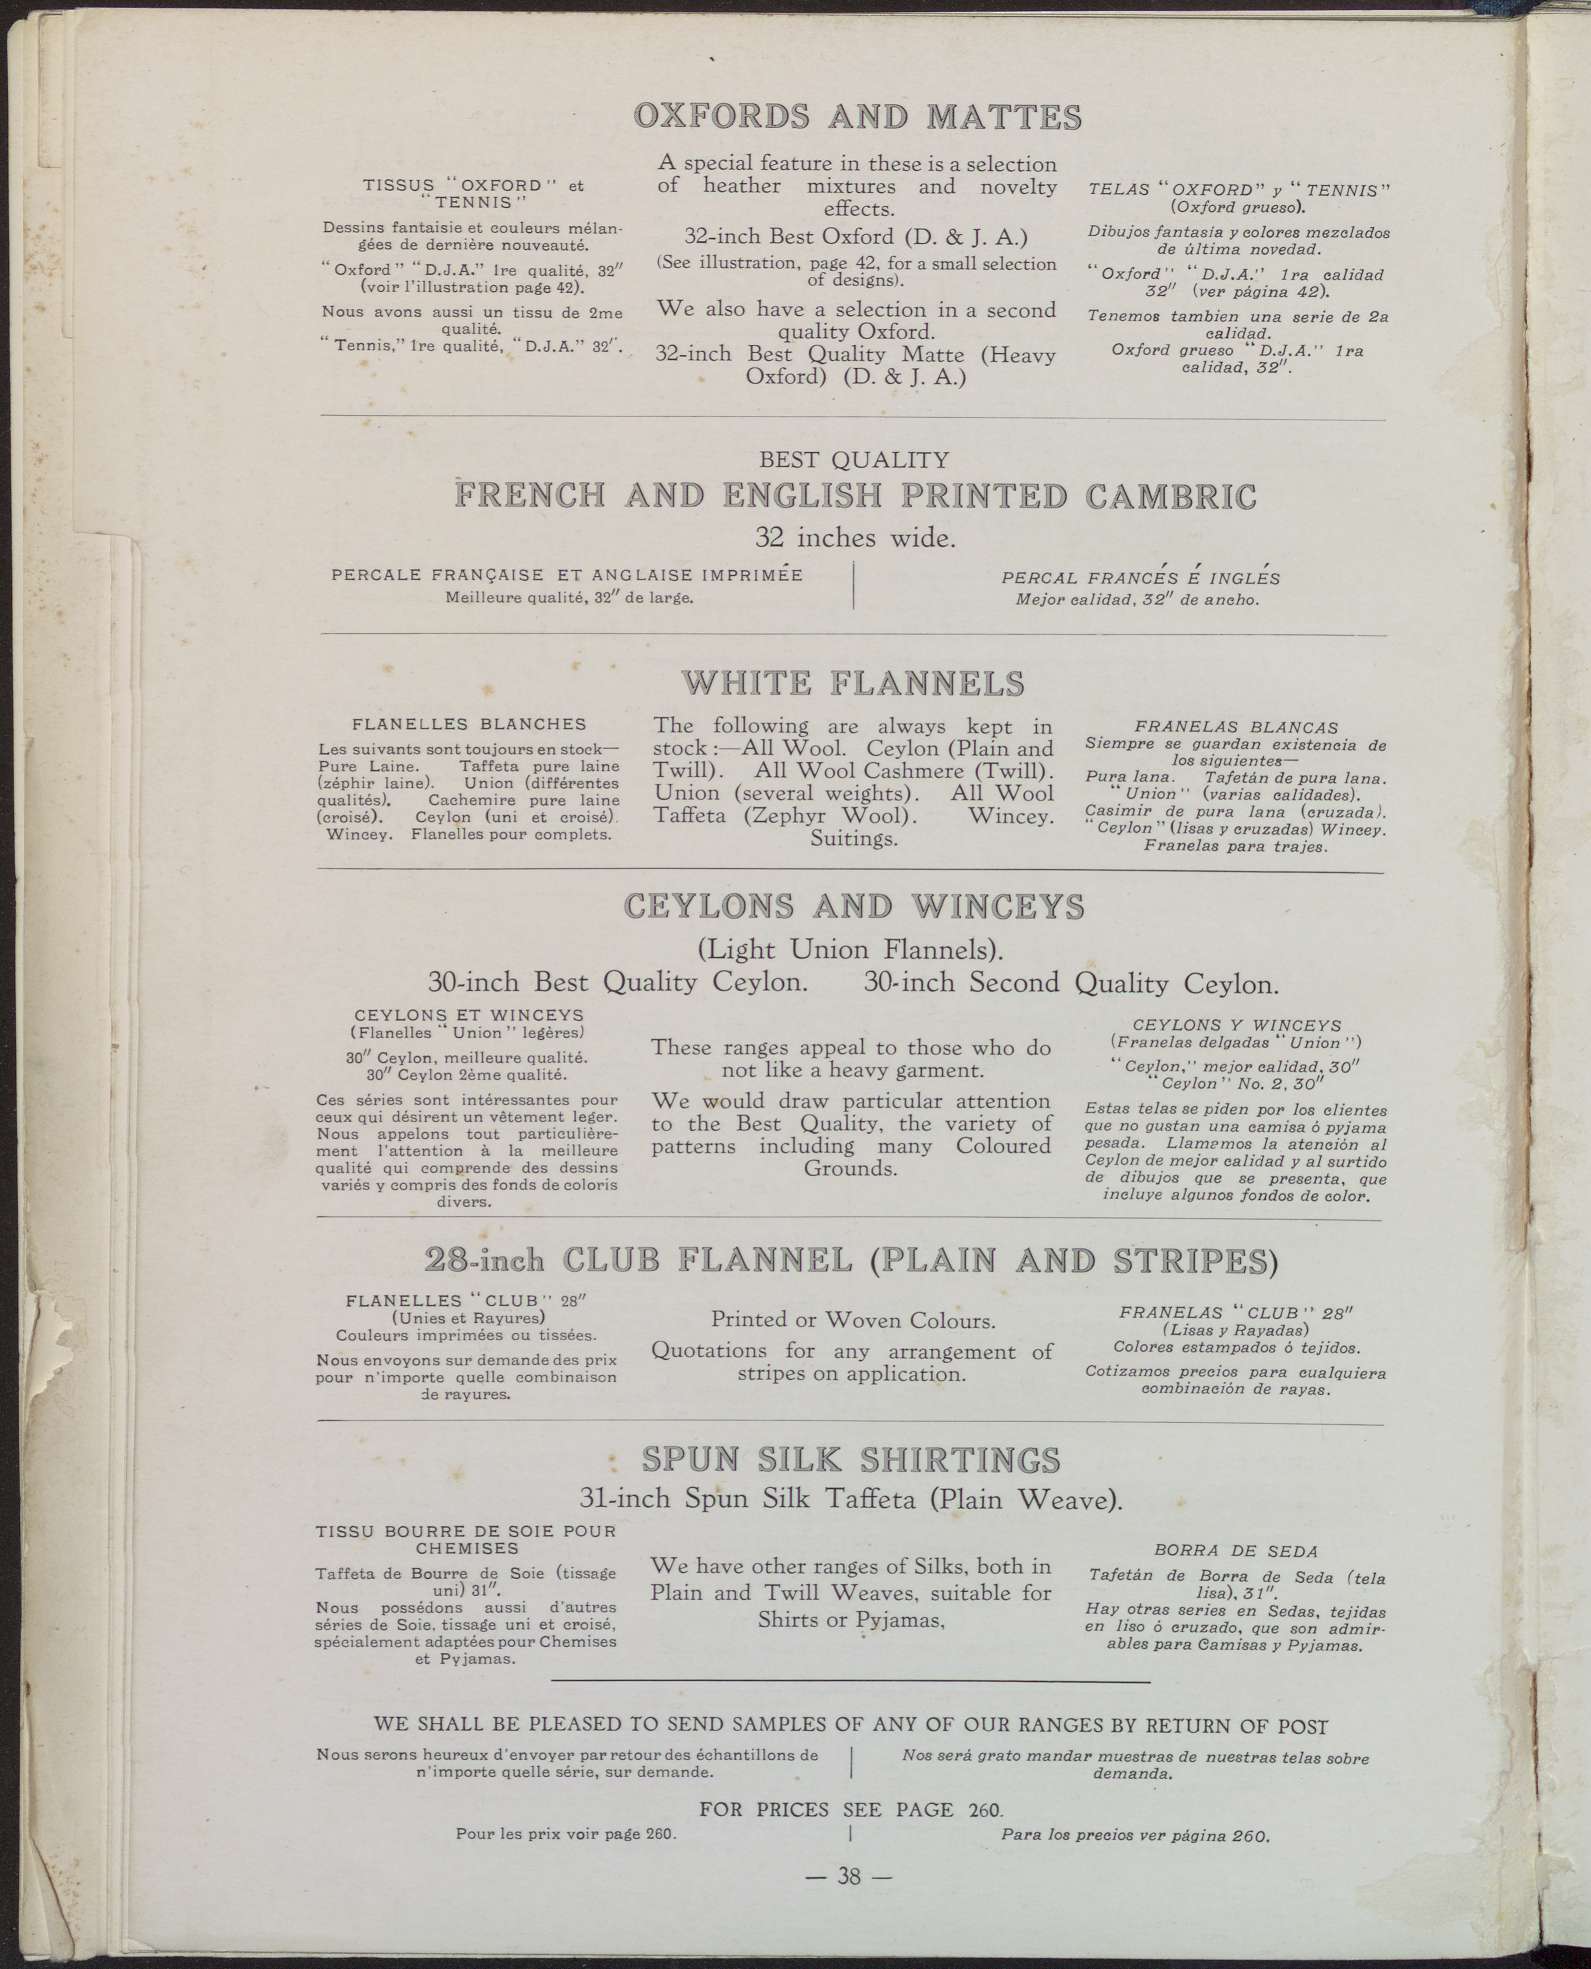 OXFORDS AND MATTES
TISSUS "OXFORD" et
"TENNIS"
Dessins fantaisie et couleurs mélan-
gées de dernière nouveauté.
"Oxford" "D.J.A." 1re qualité, 32"
(voir l'illustration page 42).
Nous avons aussi un tissu de 2me
qualité.
"Tennis," 1re qualité, "D.J.A." 32".
A special feature in these is a selection
of heather mixtures and novelty
effects.
32-inch Best Oxford (D. & J. A.)
(See illustration, page 42, for a small selection
of designs).
We also have a selection in a second
quality Oxford.
32-inch Best Quality Matte (Heavy
Oxford) (D. & J. A.)
TELAS "OXFORD" y "TENNIS"
(Oxford grueso).
Dibujos fantasía y colores mezclados
de última novedad.
"Oxford" "D.J.A." 1ra calidad
32" (ver página 42).
Tenemos tambien una serie de 2a
calidad.
Oxford grueso "D.J.A." 1ra
calidad, 32".
BEST QUALITY
FRENCH AND ENGLISH PRINTED CAMBRIC
32 inches wide.
PERCALE FRANÇAISE ET ANGLAISE IMPRIMÉE
Meilleure qualité, 32" de large.
PERCAL FRANCÉS É INGLÉS
Mejor calidad, 32" de ancho.
WHITE FLANNELS
FLANELLES BLANCHES
Les suivants sont toujours en stock—
Pure Laine. Taffeta pure laine
(zéphir laine). Union (différentes
qualités). Cachemire pure laine
(croisé). Ceylon (uni et croisé).
Wincey. Flanelles pour complets.
The following are always kept in
stock :—All Wool. Ceylon (Plain and
Twill). All Wool Cashmere (Twill).
Union (several weights). All Wool
Taffeta (Zephyr Wool). Wincey.
Suitings.
FRANELAS BLANCAS
Siempre se guardan existencia de
los siguientes—
Pura lana. Tafetán de pura lana.
"Union" (varias calidades).
Casimir de pura lana (cruzada).
"Ceylon" (lisas y cruzadas) Wincey.
Franelas para trajes.
CEYLONS AND WINCEYS
(Light Union Flannels).
30-inch Best Quality Ceylon. 30-inch Second Quality Ceylon.
CEYLONS ET WINCEYS
(Flanelles "Union" legères)
30" Ceylon, meilleure qualité.
30" Ceylon 2ème qualité.
Ces séries sont intéressantes pour
ceux qui désirent un vêtement leger.
Nous appelons tout particulière-
ment l'attention à la meilleure
qualité qui comprende des dessins
variés y compris des fonds de coloris
divers.
These ranges appeal to those who do
not like a heavy garment.
We would draw particular attention
to the Best Quality, the variety of
patterns including many Coloured
Grounds.
CEYLONS Y WINCEYS
(Franelas delgadas "Union")
"Ceylon," mejor calidad, 30"
"Ceylon" No. 2, 30"
Estas telas se piden por los clientes
que no gustan una camisa ó pyjama
pesada. Llamemos la atención al
Ceylon de mejor calidad y al surtido
de dibujos que se presenta, que
incluye algunos fondos de color.
28-inch CLUB FLANNEL (PLAIN AND STRIPES)
FLANELLES "CLUB" 28"
(Unies et Rayures)
Couleurs imprimées ou tissées.
Nous envoyons sur demande des prix
pour n'importe quelle combinaison
de rayures.
Printed or Woven Colours.
Quotations for any arrangement of
stripes on application.
FRANELAS "CLUB" 28"
(Lisas y Rayadas)
Colores estampados ó tejidos.
Cotizamos precios para cualquiera
combinación de rayas.
SPUN SILK SHIRTINGS
31-inch Spun Silk Taffeta (Plain Weave).
TISSU BOURRE DE SOIE POUR
CHEMISES
Taffeta de Bourre de Soie (tissage
uni) 31".
Nous possédons aussi d'autres
séries de Soie, tissage uni et croisé,
spécialement adaptées pour Chemises
et Pyjamas.
We have other ranges of Silks, both in
Plain and Twill Weaves, suitable for
Shirts or Pyjamas,
BORRA DE SEDA
Tafetán de Borra de Seda (tela
lisa), 31".
Hay otras series en Sedas, tejidas
en liso ó cruzado, que son admir-
ables para Camisas y Pyjamas.
WE SHALL BE PLEASED TO SEND SAMPLES OF ANY OF OUR RANGES BY RETURN OF POST
Nous serons heureux d'envoyer par retour des échantillons de
n'importe quelle série, sur demande.
Nos será grato mandar muestras de nuestras telas sobre
demanda.
FOR PRICES SEE PAGE 260.
Pour les prix voir page 260.
Para los precios ver página 260.
— 38 —